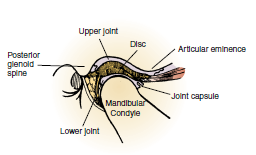 Upper joint
Disc
Articular eminence
Posterior
glenoid
spine
Joint capsule
Mandibular
Condyle
Lower joint